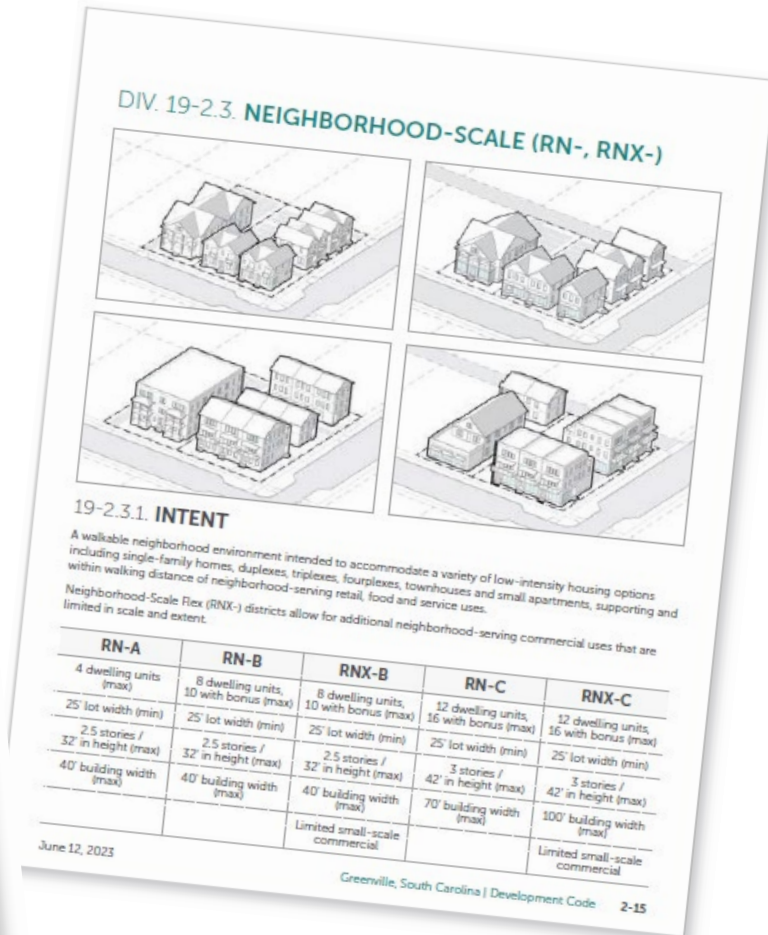 DIV. 19-2.3. NEIGHBORHOOD-SCALE (RN-, RNX-)
19-2.3.1. INTENT
A walkable neighborhood environment intended to accommodate a variety of low-intensity housing options
including single-family homes, duplexes, triplexes, fourplexes, townhouses and small apartments, supporting and
within walking distance of neighborhood-serving retail, food and service uses.
Neighborhood-Scale Flex (RNX-) districts allow for additional neighborhood-serving commercial uses that are
limited in scale and extent.
RN-A RN-B RNX-B RN-C RNX-C
4 dwelling units
(max)
8 dwelling units,
10 with bonus (max)
8 dwelling units,
10 with bonus (max)
12 dwelling units,
16 with bonus (max)
12 dwelling units,
16 with bonus (max)
25' lot width (min) 25' lot width (min) 25' lot width (min) 25' lot width (min) 25' lot width (min)
2.5 stories /
32' in height (max)
2.5 stories /
32' in height (max)
2.5 stories /
32' in height (max)
3 stories /
42' in height (max)
3 stories /
42' in height (max)
40' building width
(max)
40' building width
(max)
40' building width
(max)
70' building width
(max)
100' building width
(max)
Limited small-scale
commercial
Limited small-scale
commercial
June 12, 2023
Greenville, South Carolina | Development Code 2-15